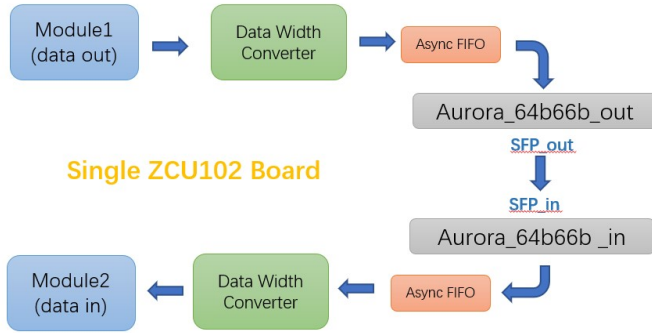 Module1
(data out)
Data Width
Converter
Async FIFO
Aurora_64b66b_out
SFP_out
Single ZCU102 Board
SFP_in
Aurora_64b66b _in
Module2
(data in)
Data Width
Converter
Async FIFO